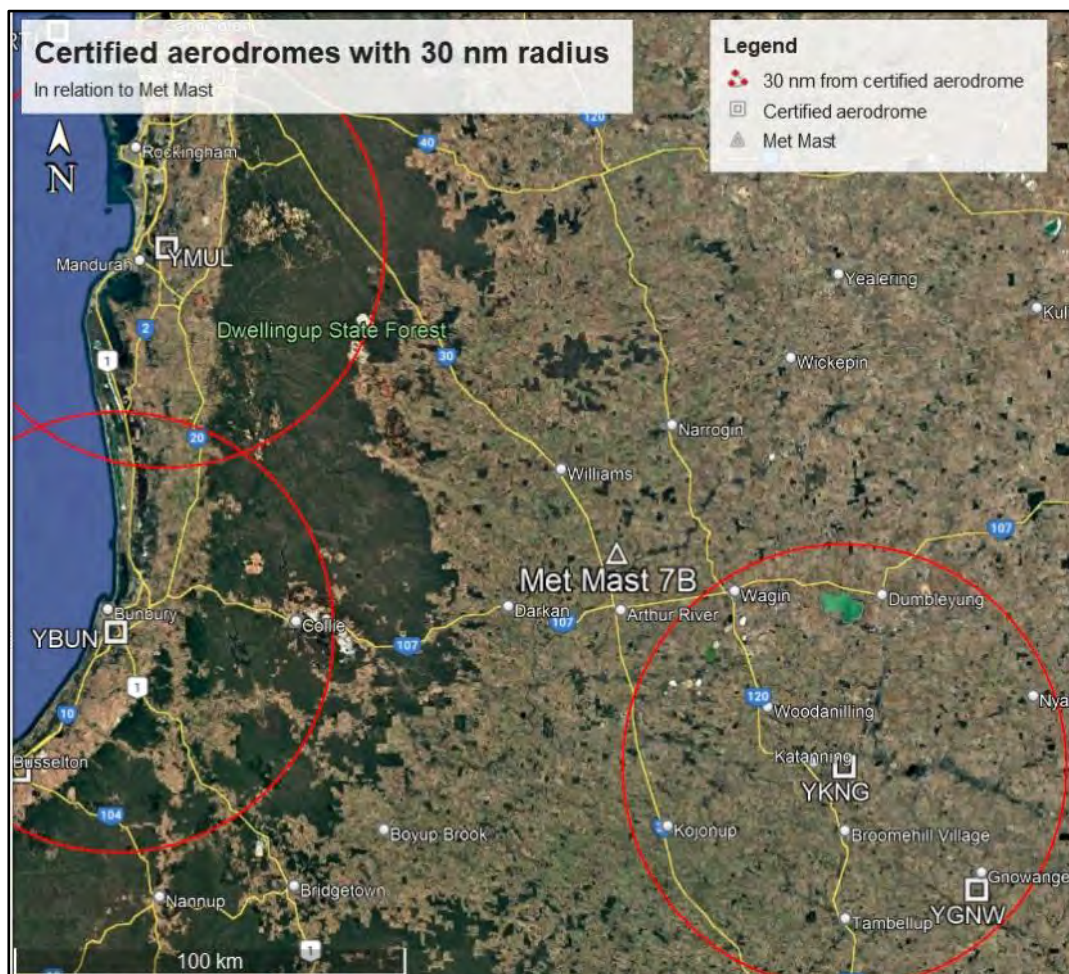 Certified aerodromes with 30 nm radius
In relation to Met Mast
Legend
30 nm from certified aerodrome
Certified aerodrome
Met Mast
N
120
40
Rockingham
YMUL
Mandurah
Yealering
Kul
2
Dwellingup State Forest
1
30
Wickepin
20
Narrogin
Williams
107
Met Mast 7B
Bunbury
Darkan
Arthur River
Wagin
Dumbleyung
YBUN
Collie
107
107
1
10
120
Woodanilling
Nya
Busselton
Katanning
YKNG
104
Boyup Brook
Kojonup
Broomehill Village
Gnowange
Nannup
Bridgetown
YGNW
Tambellup
1
100 km